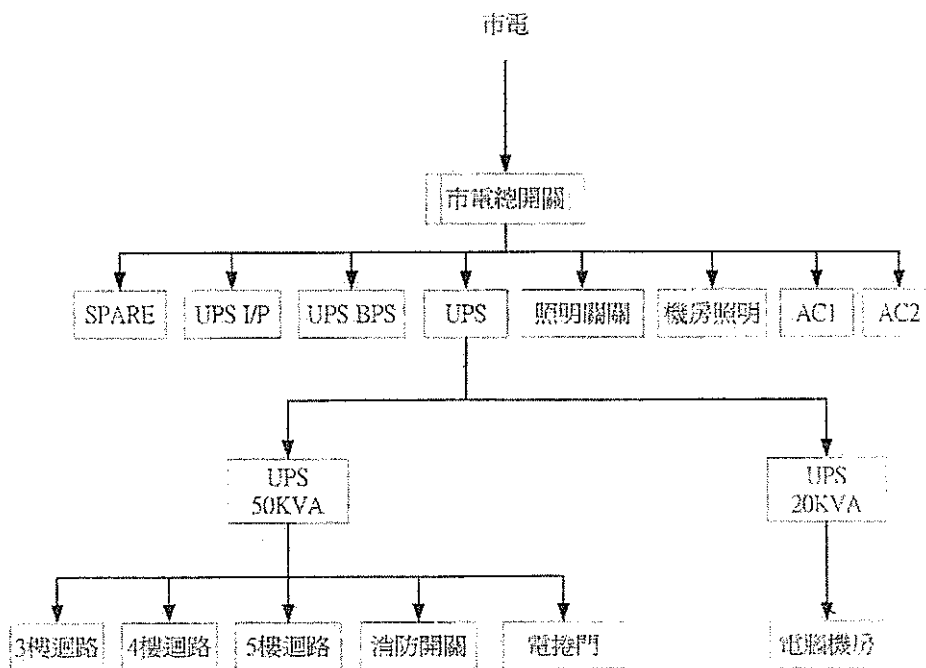 市電
市電總開關
SPARE
UPS I/P
UPS BPS
UPS
照明關關
機房照明
AC1
AC2
UPS
50KVA
UPS
20KVA
3樓迴路
4樓迴路
5樓迴路
消防開關
電捲門
電腦機房